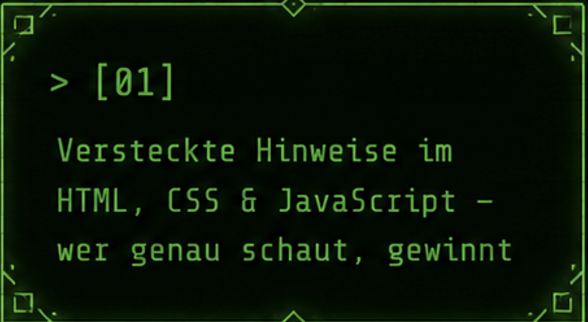 > [01]
Versteckte Hinweise im
HTML, CSS & JavaScript –
wer genau schaut, gewinnt